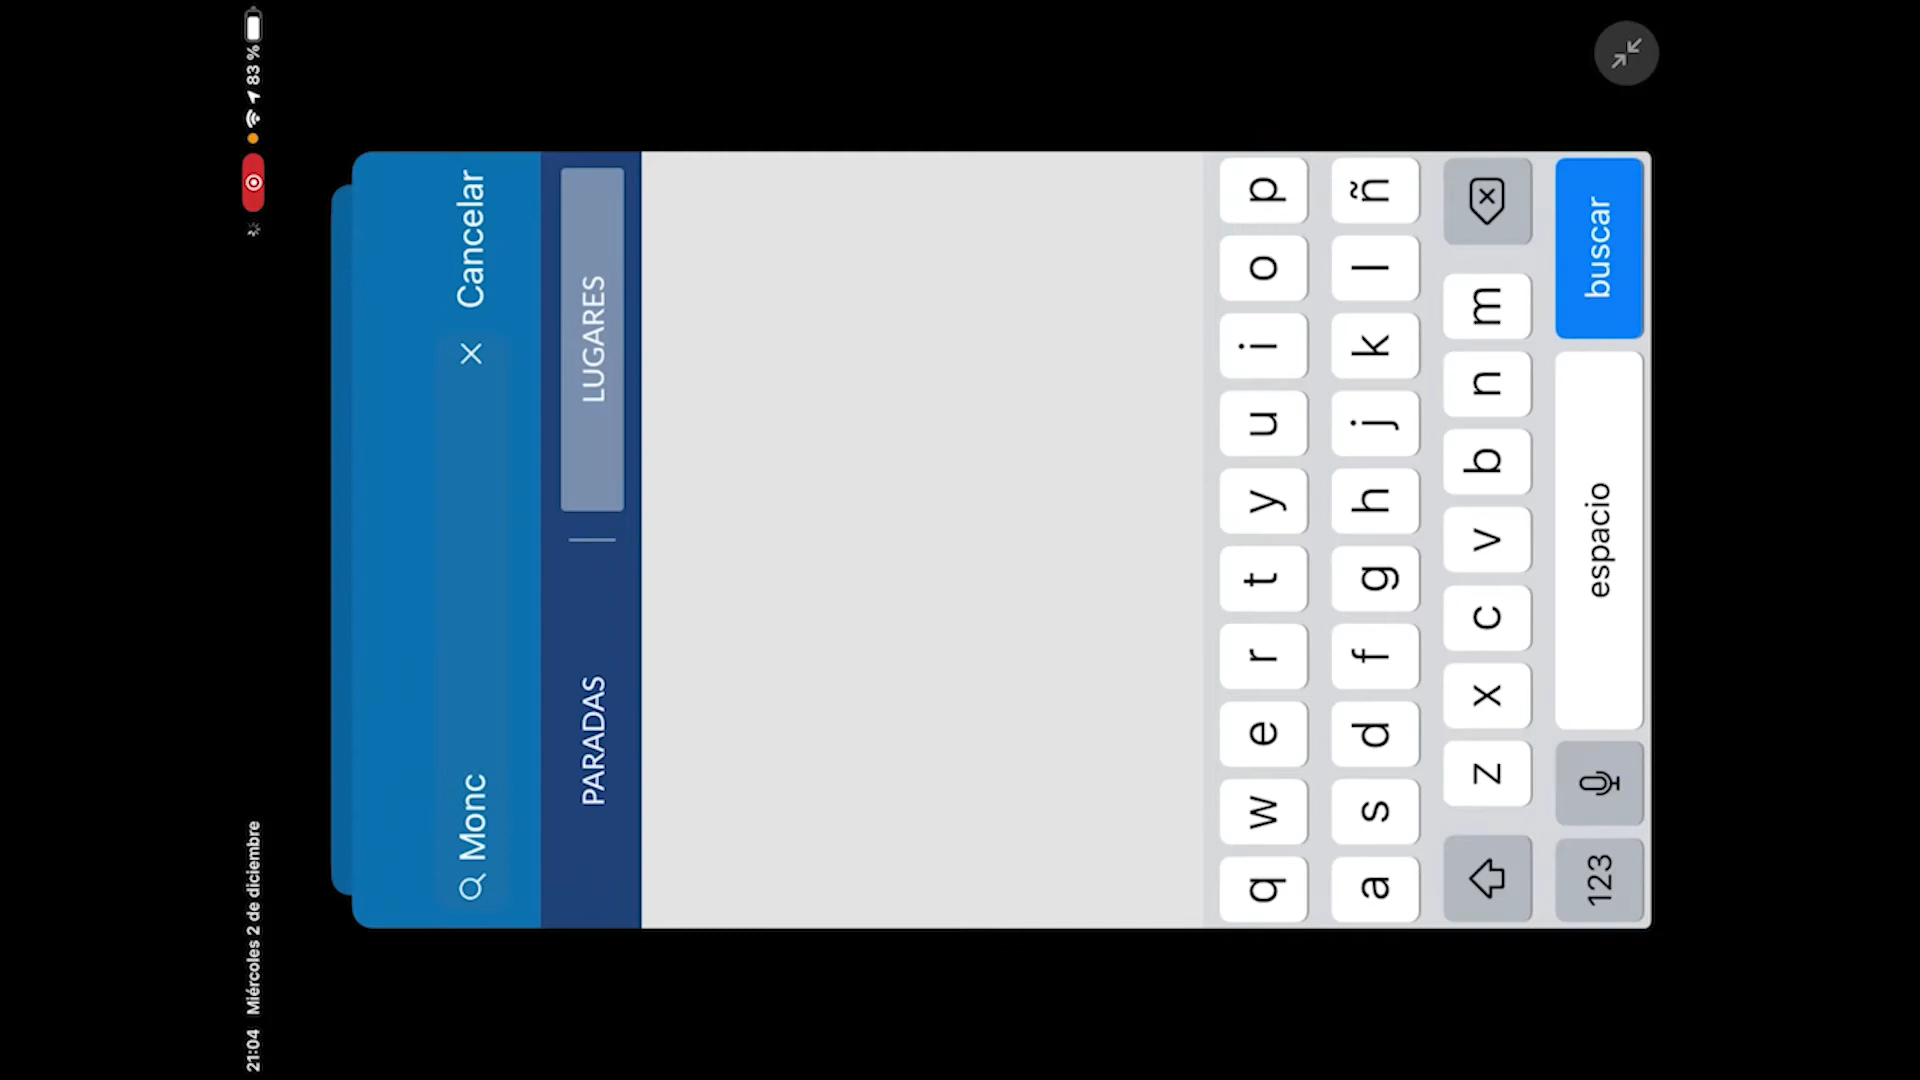 21:04 Miércoles 2 de diciembre 83 %
Monc Cancelar
PARADAS LUGARES
q w e r t y u i o p
a s d f g h j k l ñ
z x c v b n m
123 espacio buscar